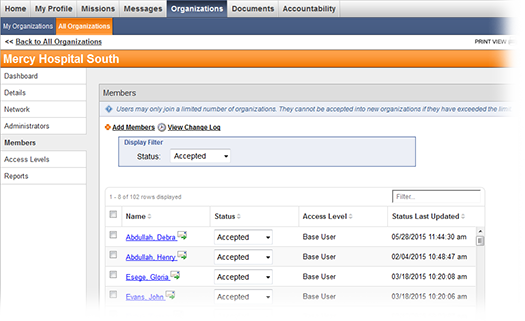 Home My Profile Missions Messages Organizations Documents Accountability
My Organizations All Organizations
<< Back to All Organizations PRINT VIEW
Mercy Hospital South
Dashboard
Details
Network
Administrators
Members
Access Levels
Reports
Members
Users may only join a limited number of organizations. They cannot be accepted into new organizations if they have exceeded the
Add Members View Change Log
Display Filter
Status: Accepted
1 - 8 of 102 rows displayed Filter...
Name Status Access Level Status Last Updated
Abdullah, Debra Accepted Base User 05/28/2015 11:44:30 am
Abdullah, Henry Accepted Base User 02/04/2015 10:48:47 am
Esege, Gloria Accepted Base User 03/18/2015 10:20:08 am
Evans, John Accepted Base User 03/18/2015 10:20:06 am